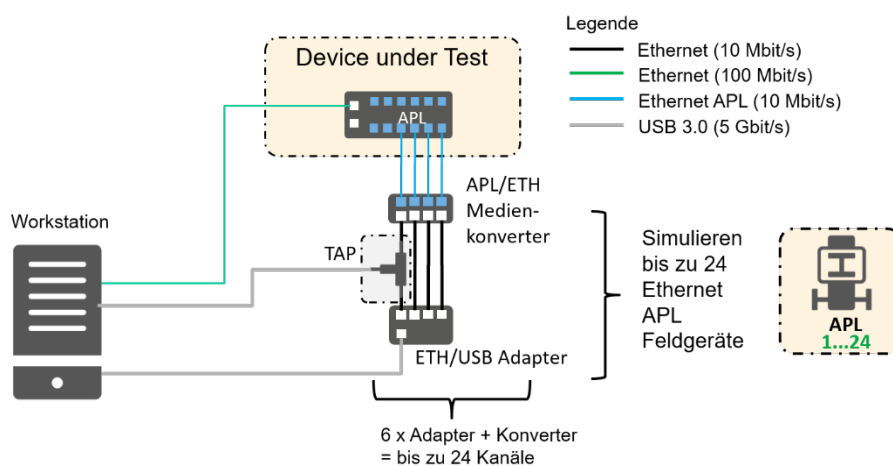 Legende
Ethernet (10 Mbit/s)
Ethernet (100 Mbit/s)
Ethernet APL (10 Mbit/s)
USB 3.0 (5 Gbit/s)
Device under Test
APL
APL/ETH
Medien-
konverter
Workstation
TAP
ETH/USB Adapter
Simulieren
bis zu 24
Ethernet
APL
Feldgeräte
APL
1...24
6 x Adapter + Konverter
= bis zu 24 Kanäle